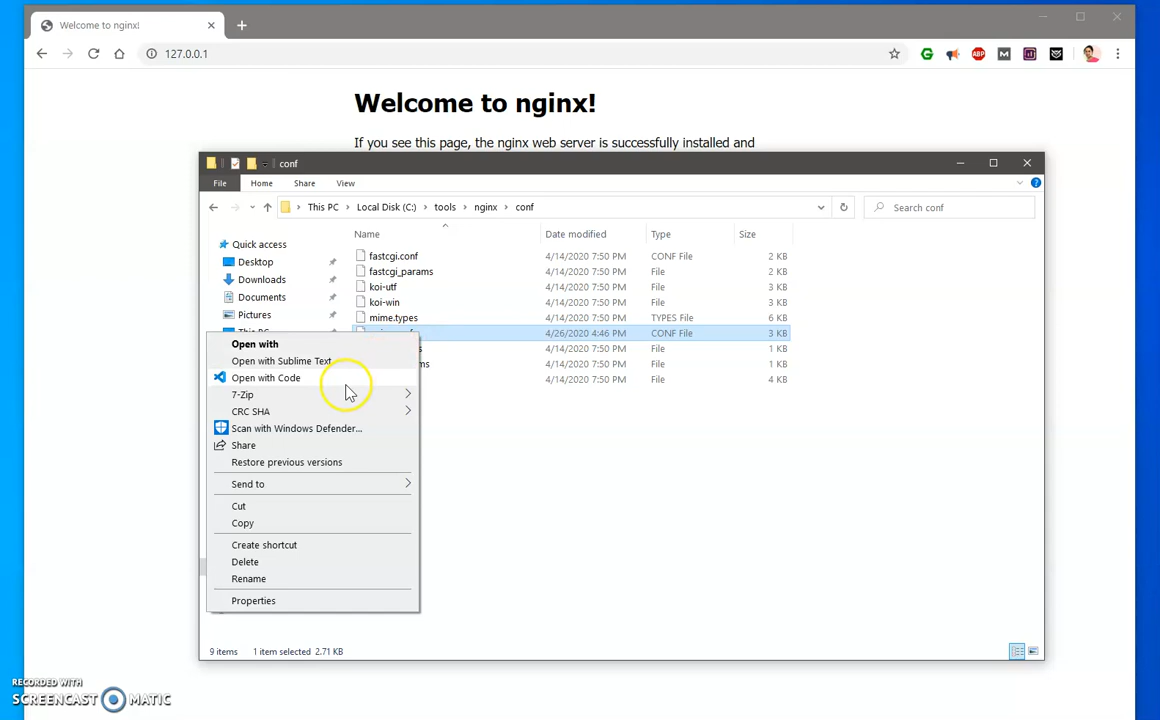 Welcome to nginx!
127.0.0.1
ABP
M
Welcome to nginx!
If you see this page, the nginx web server is successfully installed and
conf
File
Home
Share
View
This PC
Local Disk (C:)
tools
nginx
conf
Search conf
Name
Date modified
Type
Size
Quick access
Desktop
Downloads
Documents
Pictures
fastcgi.conf 4/14/2020 7:50 PM CONF File 2 KB
fastcgi_params 4/14/2020 7:50 PM File 2 KB
koi-utf 4/14/2020 7:50 PM File 3 KB
koi-win 4/14/2020 7:50 PM File 3 KB
mime.types 4/14/2020 7:50 PM TYPES File 6 KB
4/26/2020 4:46 PM CONF File 3 KB
4/14/2020 7:50 PM File 1 KB
4/14/2020 7:50 PM File 1 KB
4/14/2020 7:50 PM File 4 KB
Open with
Open with Sublime Text
Open with Code
7-Zip
CRC SHA
Scan with Windows Defender...
Share
Restore previous versions
Send to
Cut
Copy
Create shortcut
Delete
Rename
Properties
9 items
1 item selected 2.71 KB
RECORDED WITH
SCREENCAST MATIC